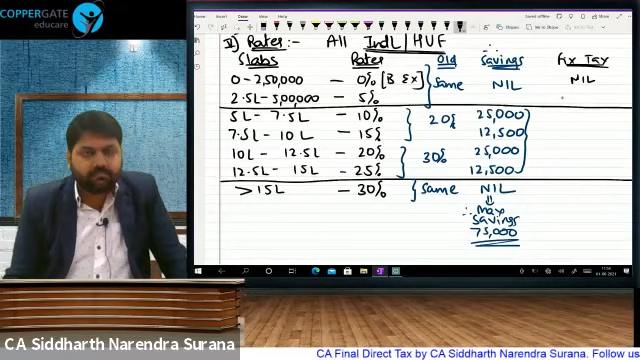 COPPERGATE
educare
II) Rates :- All Indl / HUF
Slabs Rates Old ∴ Savings Fix Tax
0 - 2,50,000 - 0% [B Ex] Same NIL NIL
2.5L - 5,00,000 - 5%
5L - 7.5L - 10% 20% 25,000
7.5L - 10L - 15% 12,500
10L - 12.5L - 20% 30% 25,000
12.5L - 15L - 25% 12,500
> 15L - 30% Same NIL
∴ Max
Savings
75,000
CA Siddharth Narendra Surana
CA Final Direct Tax by CA Siddharth Narendra Surana. Follow us